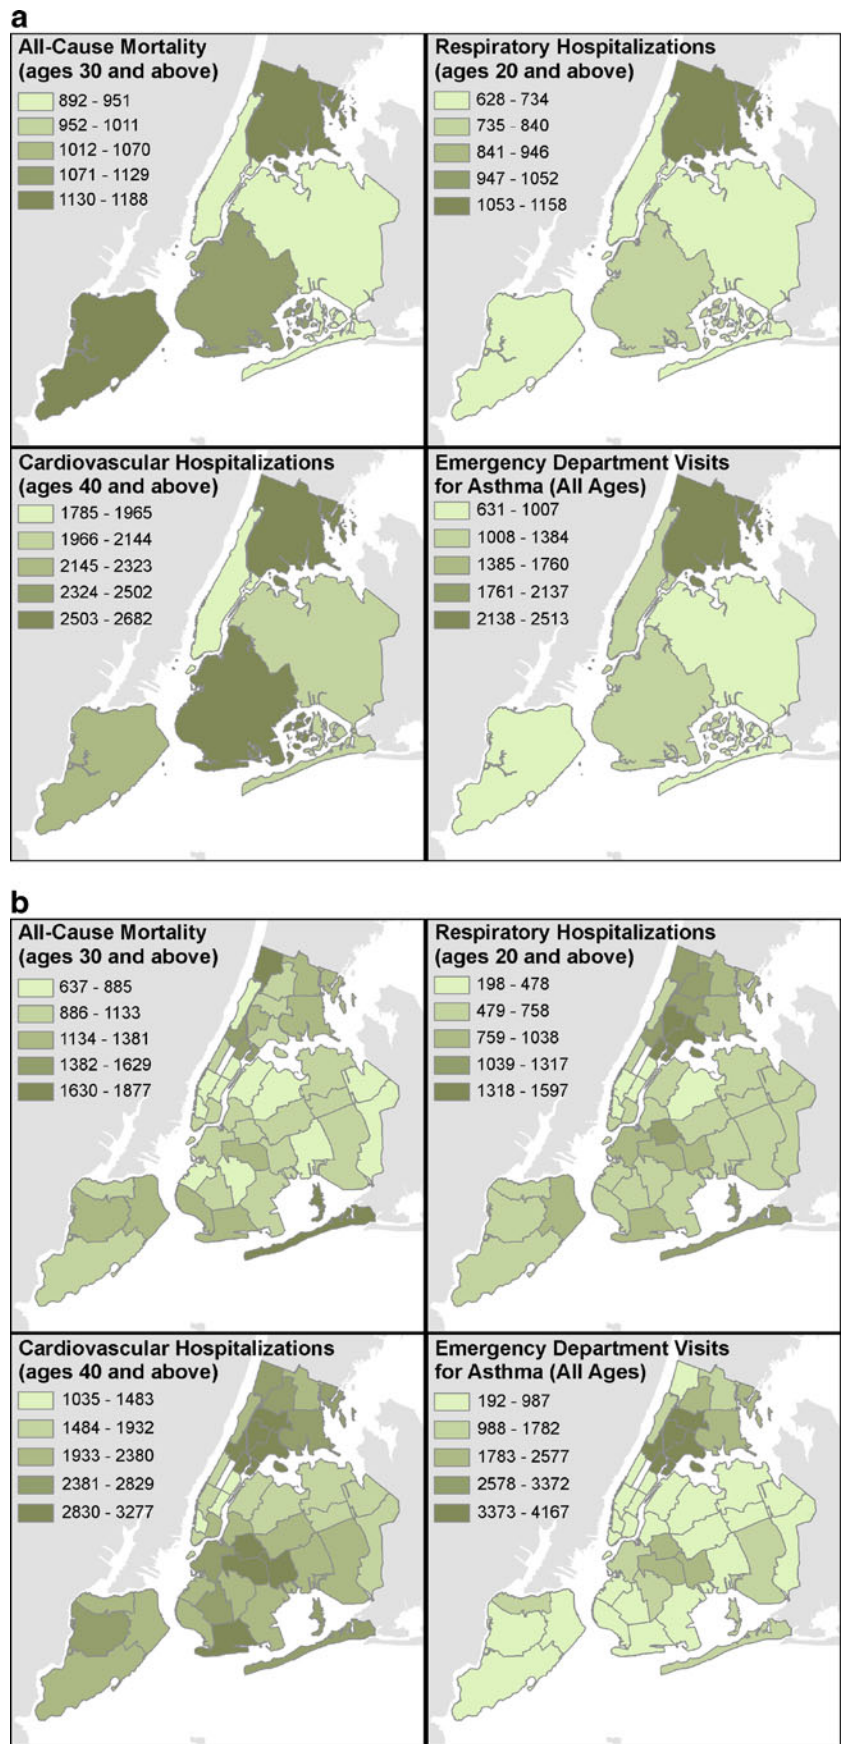 a
All-Cause Mortality
(ages 30 and above)
892 - 951
952 - 1011
1012 - 1070
1071 - 1129
1130 - 1188
Respiratory Hospitalizations
(ages 20 and above)
628 - 734
735 - 840
841 - 946
947 - 1052
1053 - 1158
Cardiovascular Hospitalizations
(ages 40 and above)
1785 - 1965
1966 - 2144
2145 - 2323
2324 - 2502
2503 - 2682
Emergency Department Visits
for Asthma (All Ages)
631 - 1007
1008 - 1384
1385 - 1760
1761 - 2137
2138 - 2513
b
All-Cause Mortality
(ages 30 and above)
637 - 885
886 - 1133
1134 - 1381
1382 - 1629
1630 - 1877
Respiratory Hospitalizations
(ages 20 and above)
198 - 478
479 - 758
759 - 1038
1039 - 1317
1318 - 1597
Cardiovascular Hospitalizations
(ages 40 and above)
1035 - 1483
1484 - 1932
1933 - 2380
2381 - 2829
2830 - 3277
Emergency Department Visits
for Asthma (All Ages)
192 - 987
988 - 1782
1783 - 2577
2578 - 3372
3373 - 4167